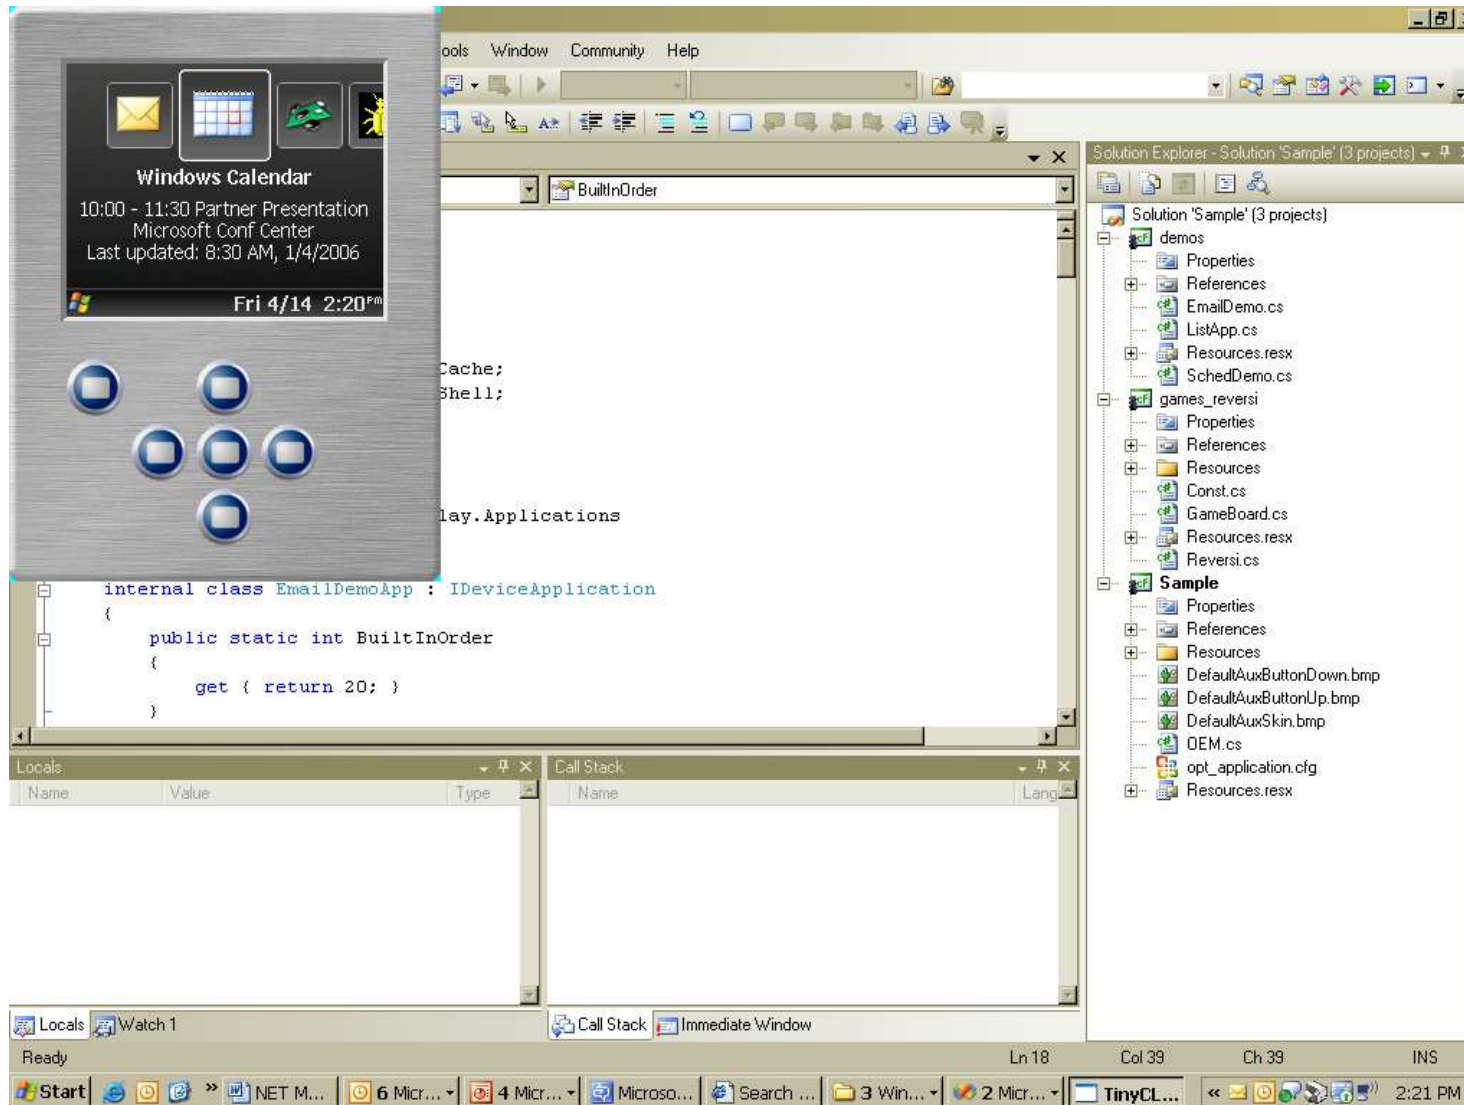 ools Window Community Help
Windows Calendar
10:00 - 11:30 Partner Presentation
Microsoft Conf Center
Last updated: 8:30 AM, 1/4/2006
Fri 4/14 2:20PM
BuiltInOrder
Cache;
Shell;
lay.Applications
internal class EmailDemoApp : IDeviceApplication
{
public static int BuiltInOrder
{
get { return 20; }
}
Solution Explorer - Solution 'Sample' (3 projects)
Solution 'Sample' (3 projects)
demos
Properties
References
EmailDemo.cs
ListApp.cs
Resources.resx
SchedDemo.cs
games_reversi
Properties
References
Resources
Const.cs
GameBoard.cs
Resources.resx
Reversi.cs
Sample
Properties
References
Resources
DefaultAuxButtonDown.bmp
DefaultAuxButtonUp.bmp
DefaultAuxSkin.bmp
OEM.cs
opt_application.cfg
Resources.resx
Locals
Name Value Type
Call Stack
Name Lang
Locals Watch 1
Call Stack Immediate Window
Ready Ln 18 Col 39 Ch 39 INS
Start » NET M... 6 Micr... 4 Micr... Microso... Search ... 3 Win... 2 Micr... TinyCL... « 2:21 PM